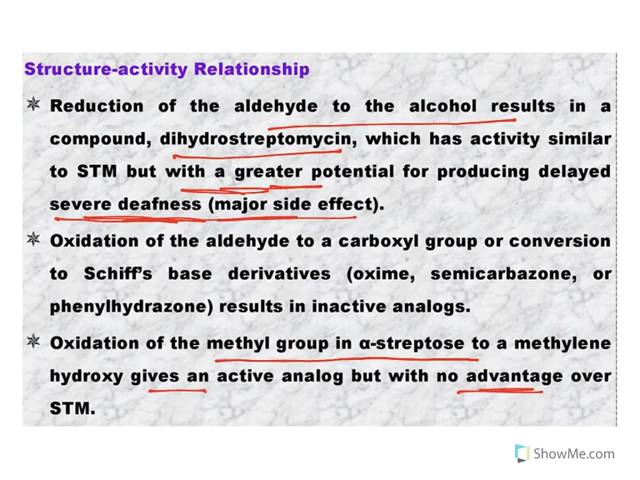 Structure-activity Relationship
✴ Reduction of the aldehyde to the alcohol results in a
compound, dihydrostreptomycin, which has activity similar
to STM but with a greater potential for producing delayed
severe deafness (major side effect).
✴ Oxidation of the aldehyde to a carboxyl group or conversion
to Schiff's base derivatives (oxime, semicarbazone, or
phenylhydrazone) results in inactive analogs.
✴ Oxidation of the methyl group in α-streptose to a methylene
hydroxy gives an active analog but with no advantage over
STM.
ShowMe.com